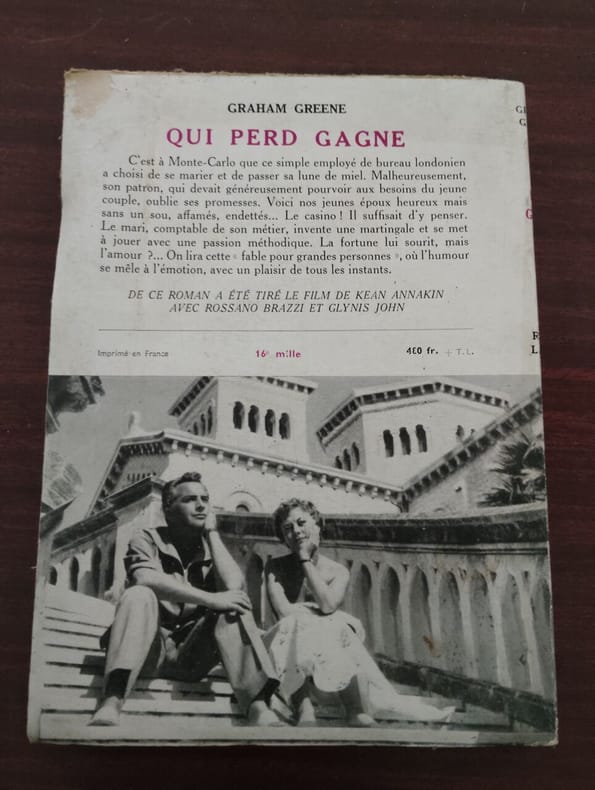 GRAHAM GREENE
QUI PERD GAGNE
C'est à Monte-Carlo que ce simple employé de bureau londonien
a choisi de se marier et de passer sa lune de miel. Malheureusement,
son patron, qui devait généreusement pourvoir aux besoins du jeune
couple, oublie ses promesses. Voici nos jeunes époux heureux mais
sans un sou, affamés, endettés... Le casino ! Il suffisait d'y penser.
Le mari, comptable de son métier, invente une martingale et se met
à jouer avec une passion méthodique. La fortune lui sourit, mais
l'amour ?... On lira cette « fable pour grandes personnes », où l'humour
se mêle à l'émotion, avec un plaisir de tous les instants.
DE CE ROMAN A ÉTÉ TIRÉ LE FILM DE KEAN ANNAKIN
AVEC ROSSANO BRAZZI ET GLYNIS JOHN
Imprimé en France 16e mille 480 fr. + T.L.